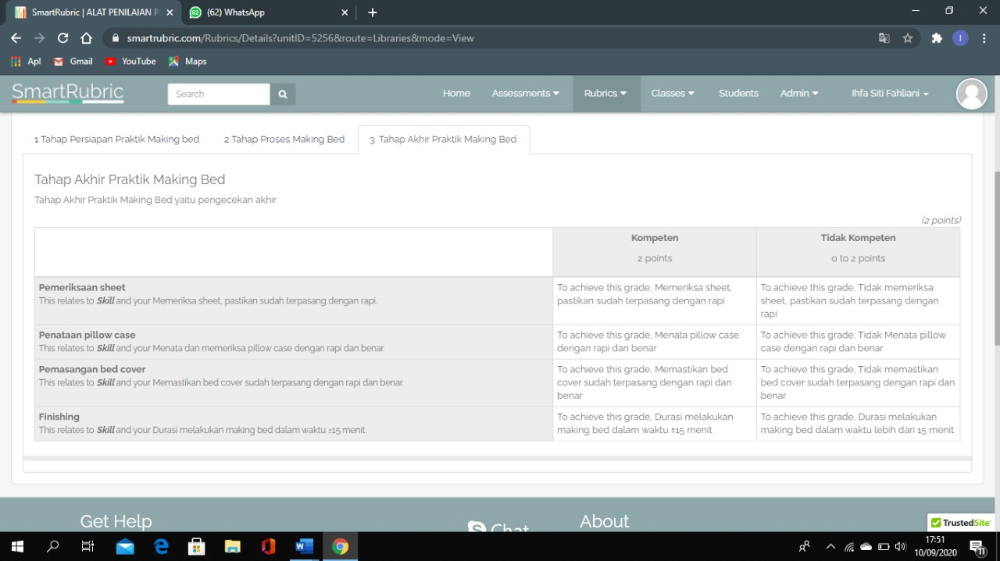 SmartRubric | ALAT PENILAIAN P
(62) WhatsApp
smartrubric.com/Rubrics/Details?unitID=5256&route=Libraries&mode=View
I
Apl Gmail YouTube Maps
SmartRubric
Search
Home Assessments Rubrics Classes Students Admin Ihfa Siti Fahliani
1 Tahap Persiapan Praktik Making bed
2 Tahap Proses Making Bed
3. Tahap Akhir Praktik Making Bed
Tahap Akhir Praktik Making Bed
Tahap Akhir Praktik Making Bed yaitu pengecekan akhir
(2 points)
Kompeten
2 points
Tidak Kompeten
0 to 2 points
Pemeriksaan sheet
This relates to Skill and your Memeriksa sheet, pastikan sudah terpasang dengan rapi.
To achieve this grade, Memeriksa sheet,
pastikan sudah terpasang dengan rapi
To achieve this grade, Tidak memeriksa
sheet, pastikan sudah terpasang dengan
rapi
Penataan pillow case
This relates to Skill and your Menata dan memeriksa pillow case dengan rapi dan benar.
To achieve this grade, Menata pillow case
dengan rapi dan benar
To achieve this grade, Tidak Menata pillow
case dengan rapi dan benar
Pemasangan bed cover
This relates to Skill and your Memastikan bed cover sudah terpasang dengan rapi dan benar.
To achieve this grade, Memastikan bed
cover sudah terpasang dengan rapi dan
benar
To achieve this grade, Tidak memastikan
bed cover sudah terpasang dengan rapi dan
benar
Finishing
This relates to Skill and your Durasi melakukan making bed dalam waktu ±15 menit.
To achieve this grade, Durasi melakukan
making bed dalam waktu ±15 menit
To achieve this grade, Durasi melakukan
making bed dalam waktu lebih dari 15 menit
Get Help
Chat
About
TrustedSite
17:51
10/09/2020
11